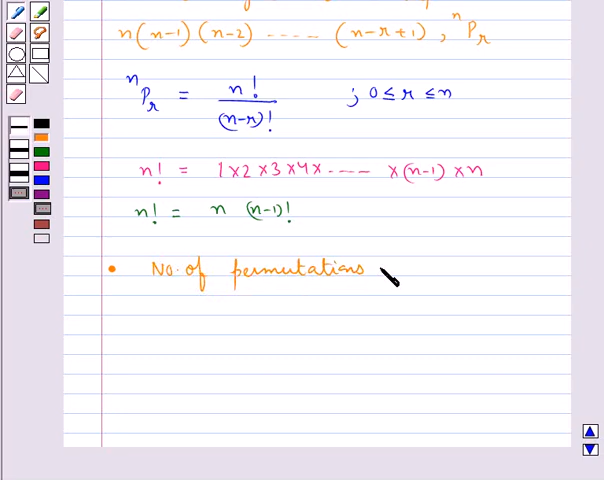 n(n-1)(n-2) ----- (n-r+1), ⁿPᵣ
ⁿPᵣ = n!/(n-r)! ; 0 ≤ r ≤ n
n! = 1×2×3×4×----- ×(n-1)×n
n! = n (n-1)!
• No. of permutations